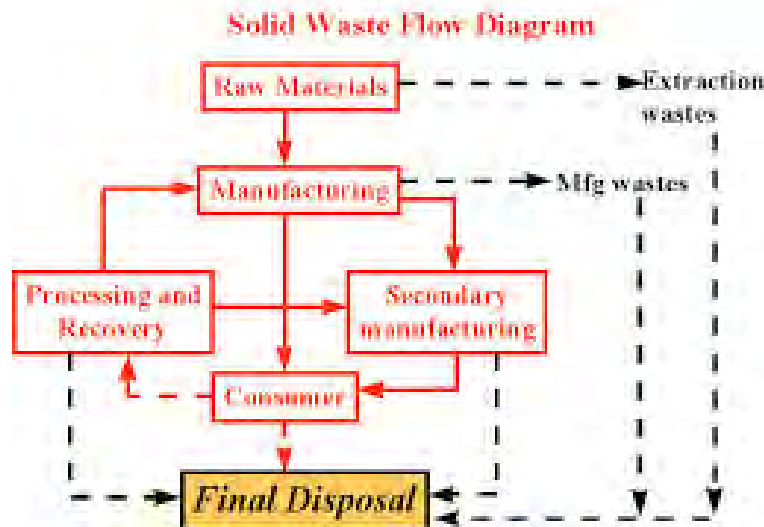 Solid Waste Flow Diagram
Raw Materials
Extraction
wastes
Manufacturing
Mfg wastes
Processing and
Recovery
Secondary
manufacturing
Consumer
Final Disposal